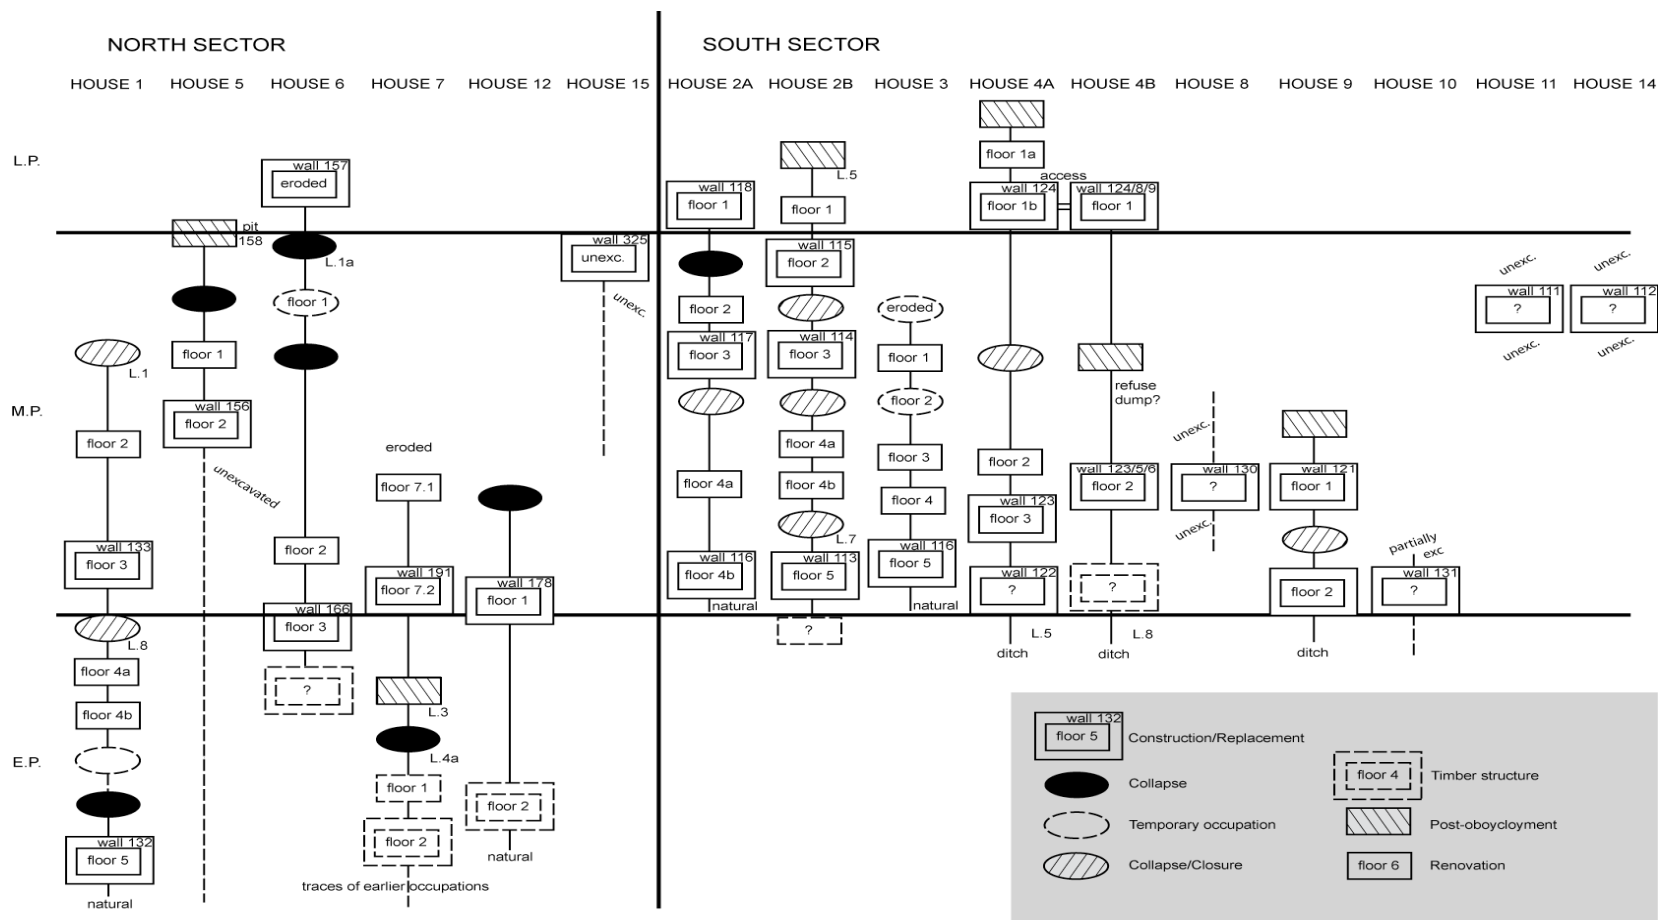 NORTH SECTOR
SOUTH SECTOR
HOUSE 1
HOUSE 5
HOUSE 6
HOUSE 7
HOUSE 12
HOUSE 15
HOUSE 2A
HOUSE 2B
HOUSE 3
HOUSE 4A
HOUSE 4B
HOUSE 8
HOUSE 9
HOUSE 10
HOUSE 11
HOUSE 14
L.P.
M.P.
E.P.
L.1
floor 2
wall 133
floor 3
L.8
floor 4a
floor 4b
wall 132
floor 5
natural
pit
158
floor 1
wall 156
floor 2
unexcavated
wall 157
eroded
L.1a
floor 1
floor 2
wall 166
floor 3
?
eroded
floor 7.1
wall 191
floor 7.2
L.3
L.4a
floor 1
floor 2
traces of earlier occupations
wall 178
floor 1
floor 2
natural
wall 325
unexc.
unexc.
wall 118
floor 1
floor 2
wall 117
floor 3
floor 4a
wall 116
floor 4b
natural
L.5
floor 1
wall 115
floor 2
wall 114
floor 3
floor 4a
floor 4b
L.7
wall 113
floor 5
?
eroded
floor 1
floor 2
floor 3
floor 4
wall 116
floor 5
natural
floor 1a
access
wall 124
floor 1b
floor 2
wall 123
floor 3
wall 122
?
L.5
ditch
wall 124/8/9
floor 1
refuse
dump?
wall 123/5/6
floor 2
?
L.8
ditch
unexc.
wall 130
?
unexc.
wall 121
floor 1
floor 2
ditch
partially
exc
wall 131
?
unexc.
wall 111
?
unexc.
unexc.
wall 112
?
unexc.
wall 132
floor 5
Construction/Replacement
Collapse
Temporary occupation
Collapse/Closure
floor 4
Timber structure
Post-oboycloyment
floor 6
Renovation